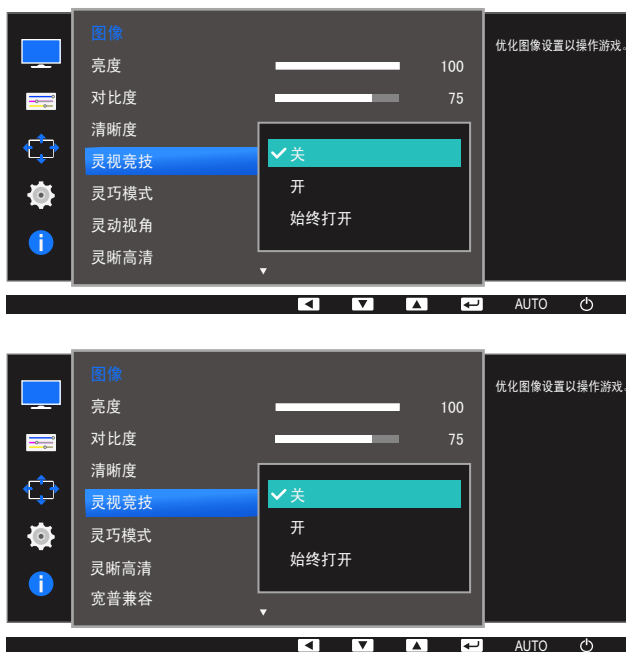 图像
优化图像设置以操作游戏。
亮度 100
对比度 75
清晰度
灵视竞技 关
灵巧模式 开
灵动视角 始终打开
灵晰高清
AUTO
图像
优化图像设置以操作游戏。
亮度 100
对比度 75
清晰度
灵视竞技 关
灵巧模式 开
灵晰高清 始终打开
宽普兼容
AUTO